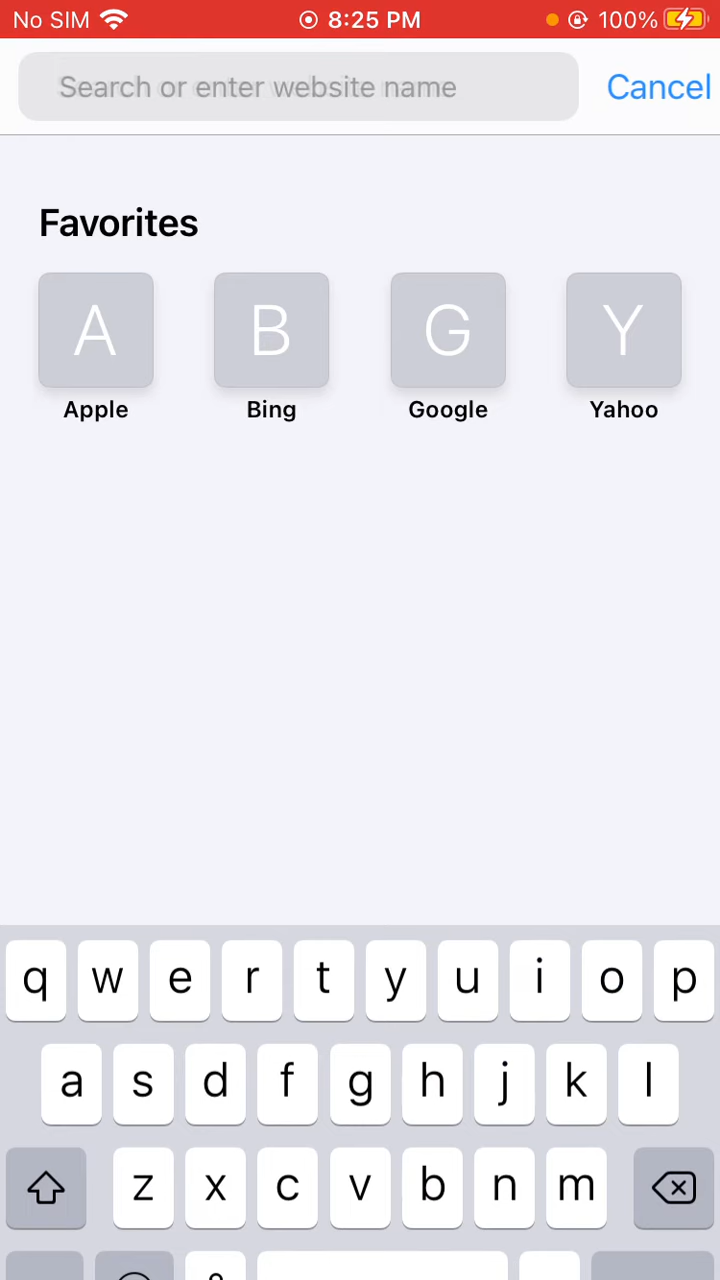 No SIM 8:25 PM 100%
Search or enter website name Cancel
Favorites
A B G Y
Apple Bing Google Yahoo
q w e r t y u i o p
a s d f g h j k l
z x c v b n m